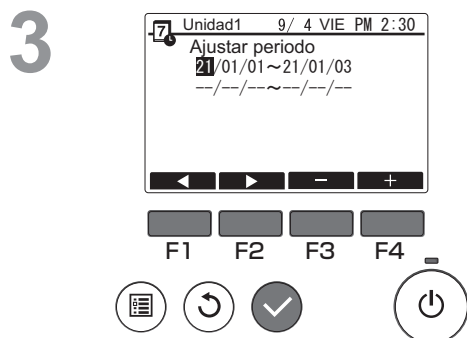 3
7
Unidad1 9/ 4 VIE PM 2:30
Ajustar periodo
21/01/01~21/01/03
--/--/--~--/--/--
− +
F1 F2 F3 F4